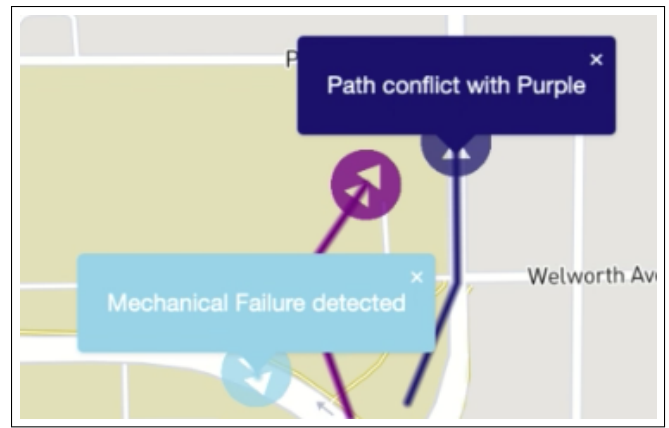 P
×
Path conflict with Purple
Welworth Av
×
Mechanical Failure detected